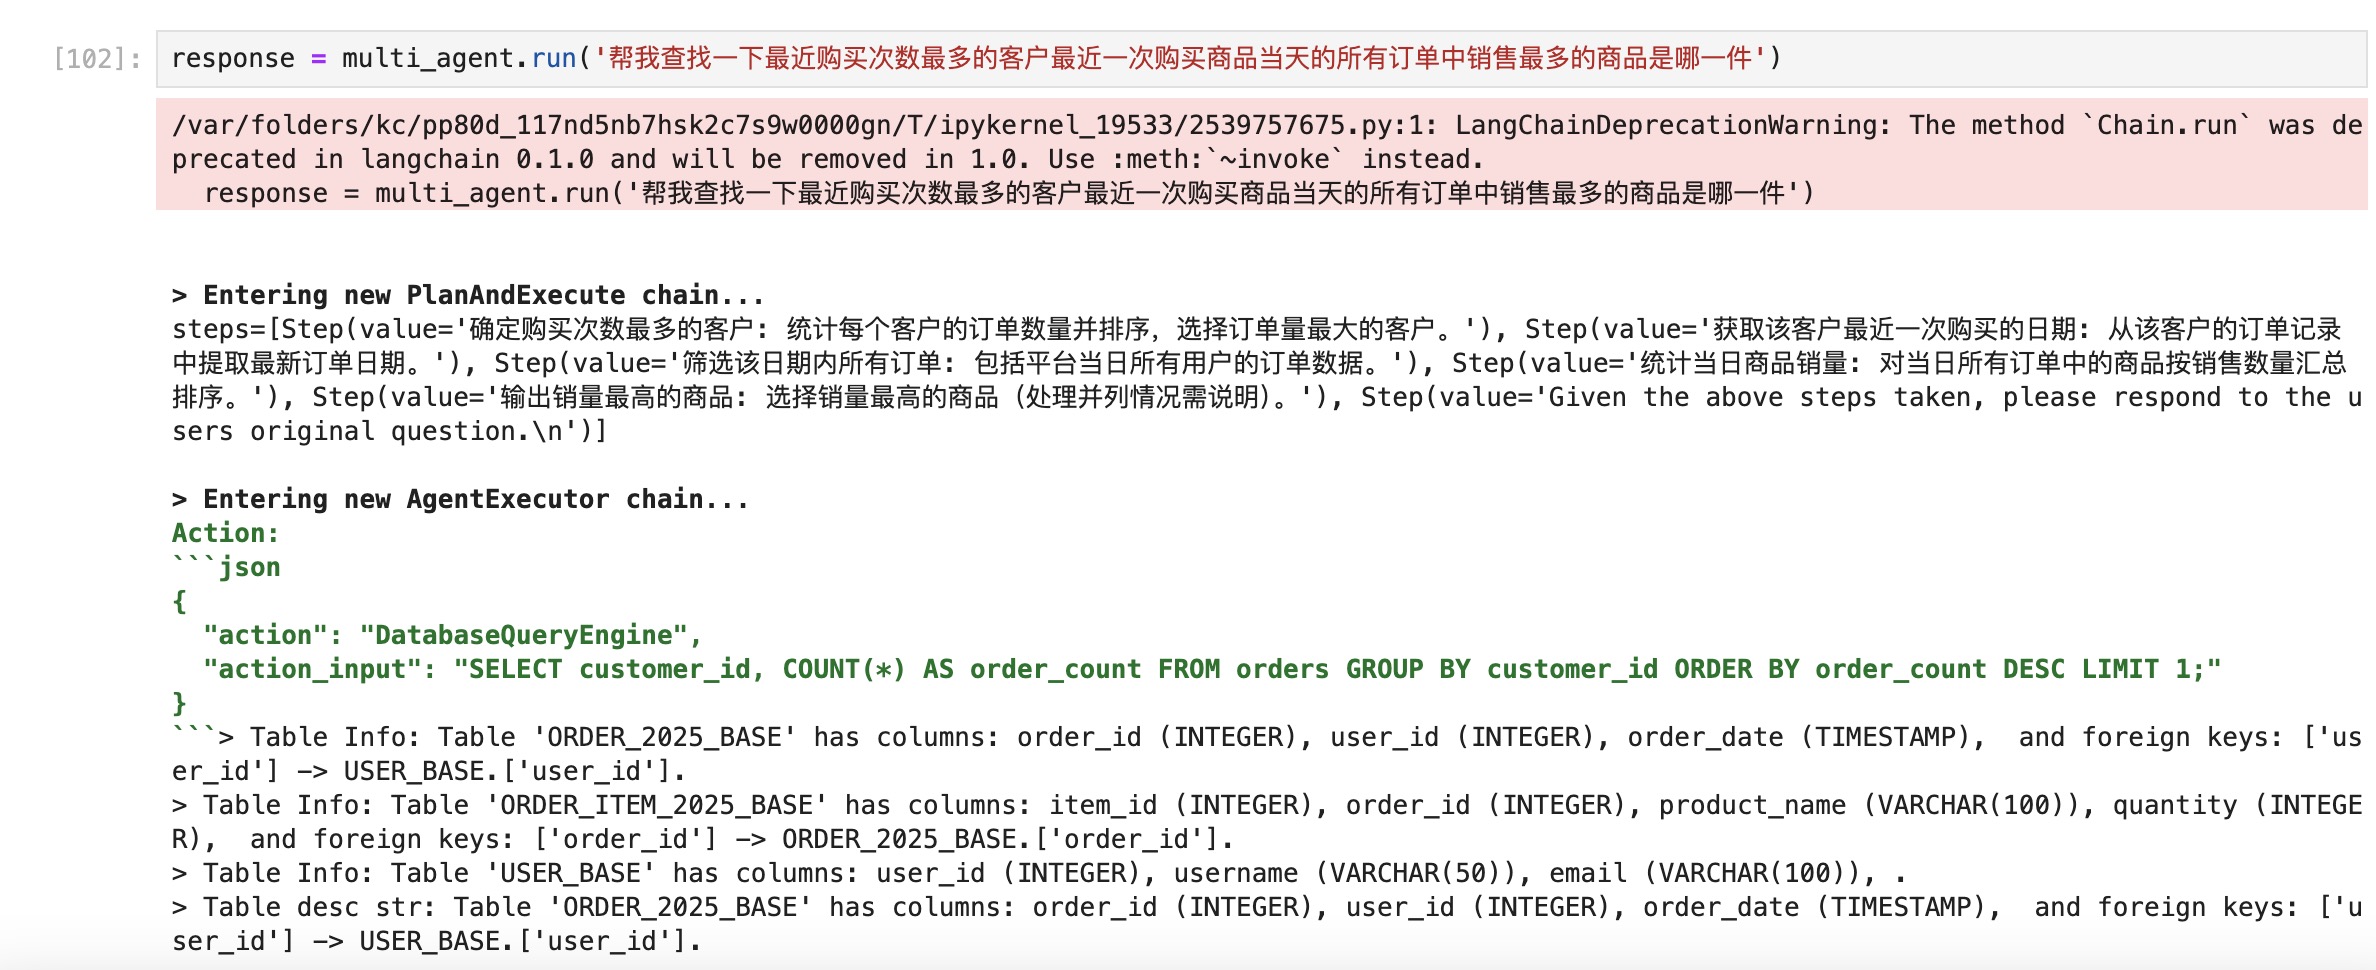 [102]: response = multi_agent.run('帮我查找一下最近购买次数最多的客户最近一次购买商品当天的所有订单中销售最多的商品是哪一件')
/var/folders/kc/pp80d_117nd5nb7hsk2c7s9w0000gn/T/ipykernel_19533/2539757675.py:1: LangChainDeprecationWarning: The method `Chain.run` was de
precated in langchain 0.1.0 and will be removed in 1.0. Use :meth:`~invoke` instead.
  response = multi_agent.run('帮我查找一下最近购买次数最多的客户最近一次购买商品当天的所有订单中销售最多的商品是哪一件')
> Entering new PlanAndExecute chain...
steps=[Step(value='确定购买次数最多的客户: 统计每个客户的订单数量并排序，选择订单量最大的客户。'), Step(value='获取该客户最近一次购买的日期: 从该客户的订单记录
中提取最新订单日期。'), Step(value='筛选该日期内所有订单: 包括平台当日所有用户的订单数据。'), Step(value='统计当日商品销量: 对当日所有订单中的商品按销售数量汇总
排序。'), Step(value='输出销量最高的商品: 选择销量最高的商品（处理并列情况需说明）。'), Step(value='Given the above steps taken, please respond to the u
sers original question.\n')]
> Entering new AgentExecutor chain...
Action:
```json
{
  "action": "DatabaseQueryEngine",
  "action_input": "SELECT customer_id, COUNT(*) AS order_count FROM orders GROUP BY customer_id ORDER BY order_count DESC LIMIT 1;"
}
```> Table Info: Table 'ORDER_2025_BASE' has columns: order_id (INTEGER), user_id (INTEGER), order_date (TIMESTAMP),  and foreign keys: ['us
er_id'] -> USER_BASE.['user_id'].
> Table Info: Table 'ORDER_ITEM_2025_BASE' has columns: item_id (INTEGER), order_id (INTEGER), product_name (VARCHAR(100)), quantity (INTEGE
R),  and foreign keys: ['order_id'] -> ORDER_2025_BASE.['order_id'].
> Table Info: Table 'USER_BASE' has columns: user_id (INTEGER), username (VARCHAR(50)), email (VARCHAR(100)), .
> Table desc str: Table 'ORDER_2025_BASE' has columns: order_id (INTEGER), user_id (INTEGER), order_date (TIMESTAMP),  and foreign keys: ['u
ser_id'] -> USER_BASE.['user_id'].